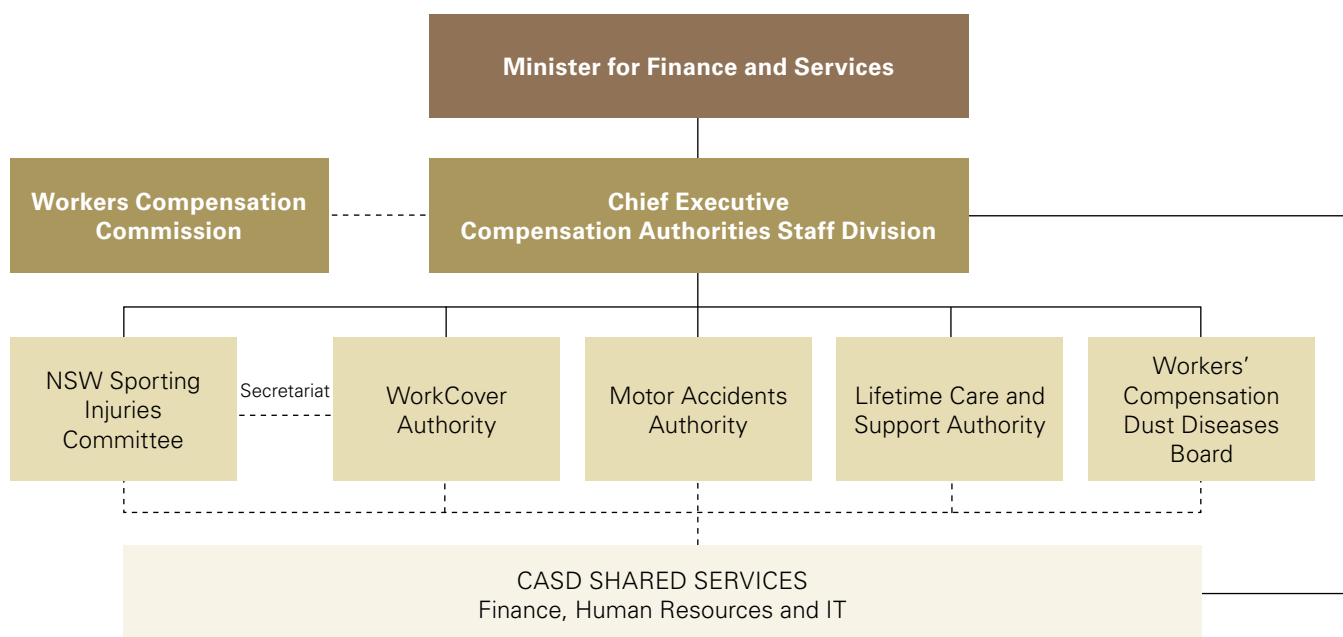 Minister for Finance and Services
Workers Compensation
Commission
Chief Executive
Compensation Authorities Staff Division
NSW Sporting
Injuries
Committee
Secretariat
WorkCover
Authority
Motor Accidents
Authority
Lifetime Care and
Support Authority
Workers'
Compensation
Dust Diseases
Board
CASD SHARED SERVICES
Finance, Human Resources and IT